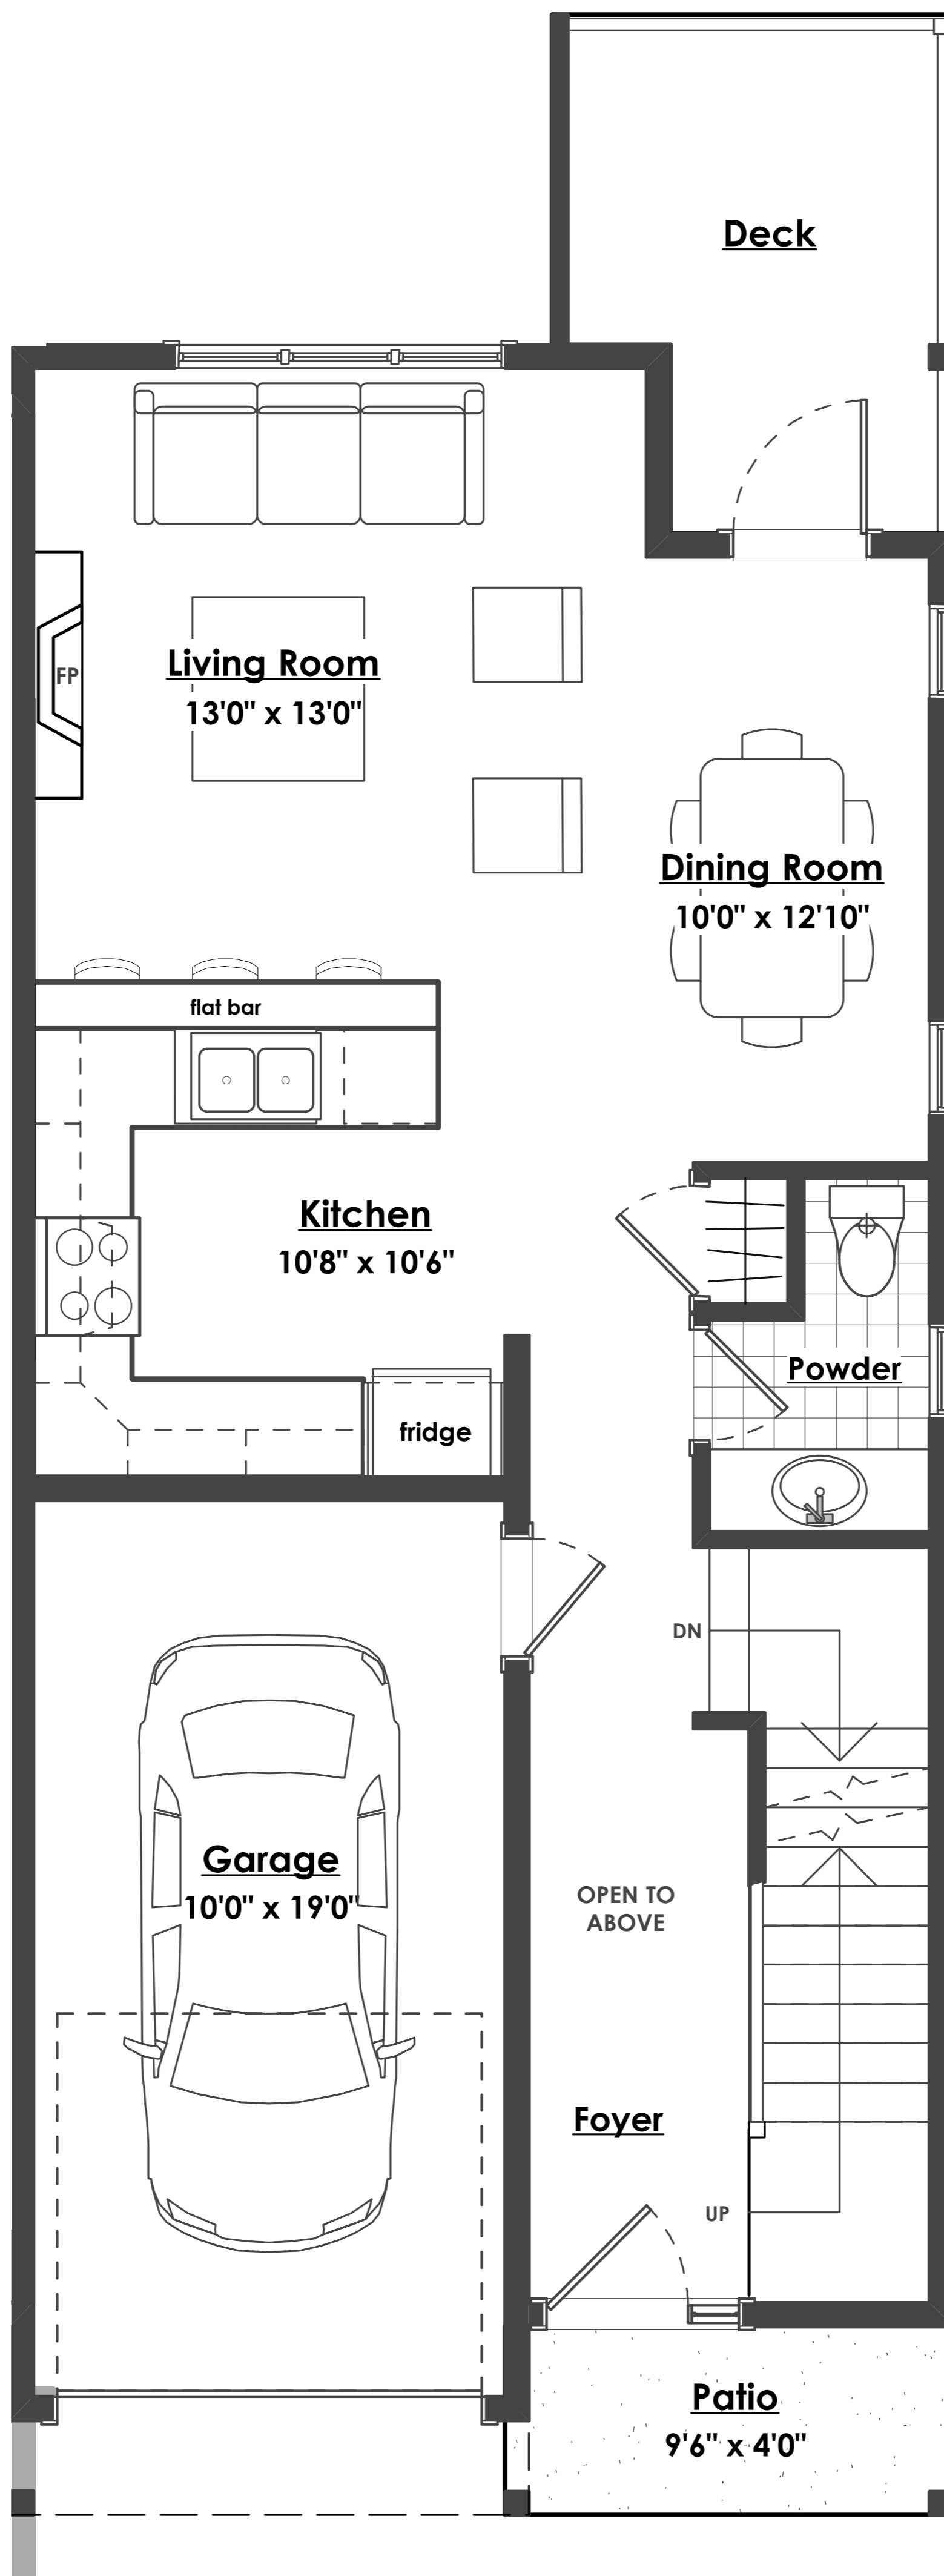 Deck
FP
Living Room
13'0" x 13'0"
Dining Room
10'0" x 12'10"
flat bar
Kitchen
10'8" x 10'6"
Powder
fridge
DN
Garage
10'0" x 19'0"
OPEN TO
ABOVE
Foyer
UP
Patio
9'6" x 4'0"